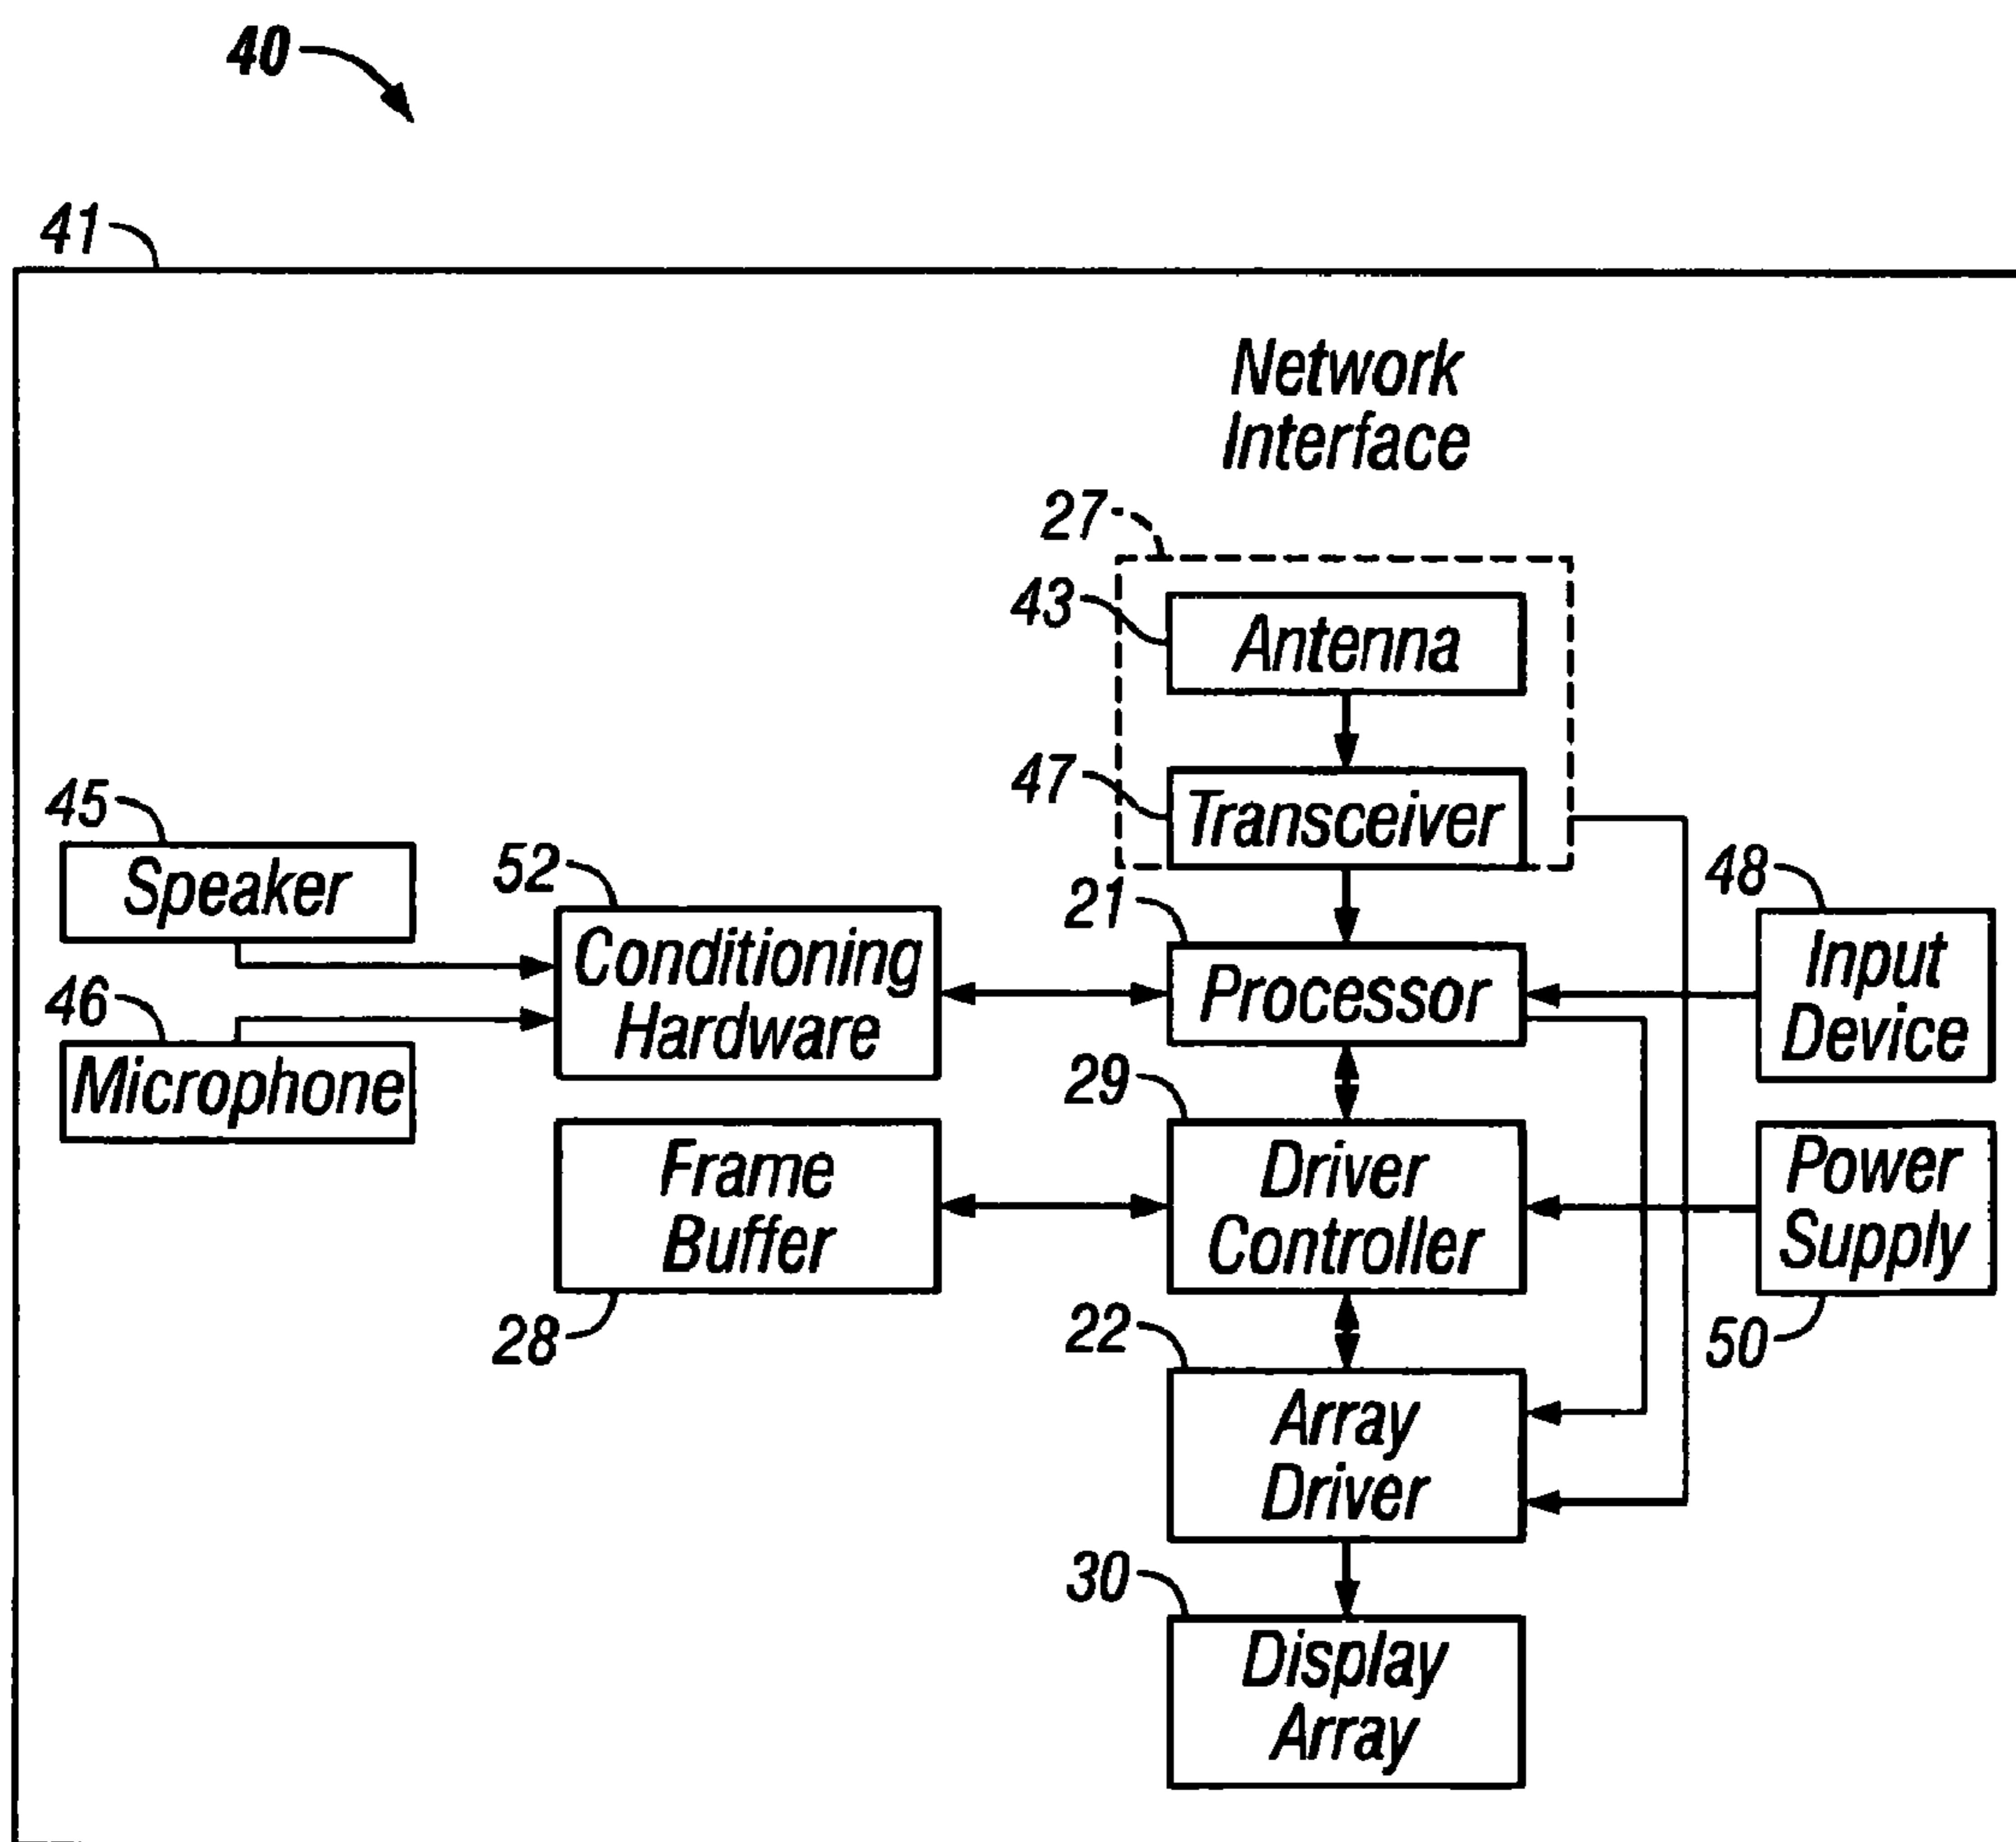 40
41
Network
Interface
27
43
Antenna
47
Transceiver
45
Speaker
52
Conditioning
Hardware
21
Processor
48
Input
Device
46
Microphone
29
Driver
Controller
Frame
Buffer
28
Power
Supply
50
22
Array
Driver
30
Display
Array